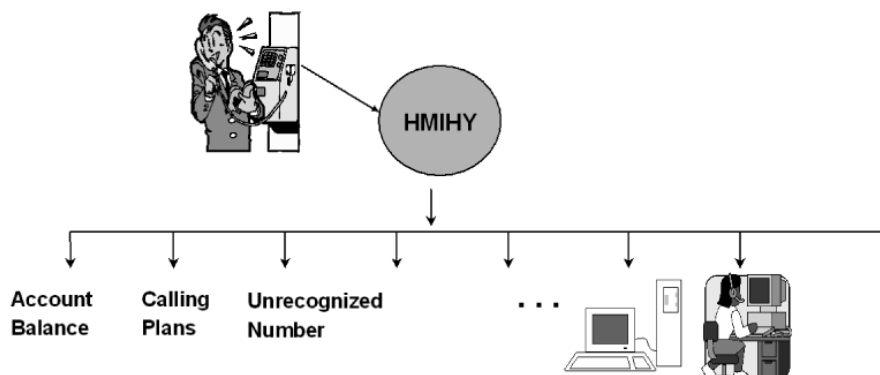 HMIHY
Account Calling Unrecognized
Balance Plans Number
. . .